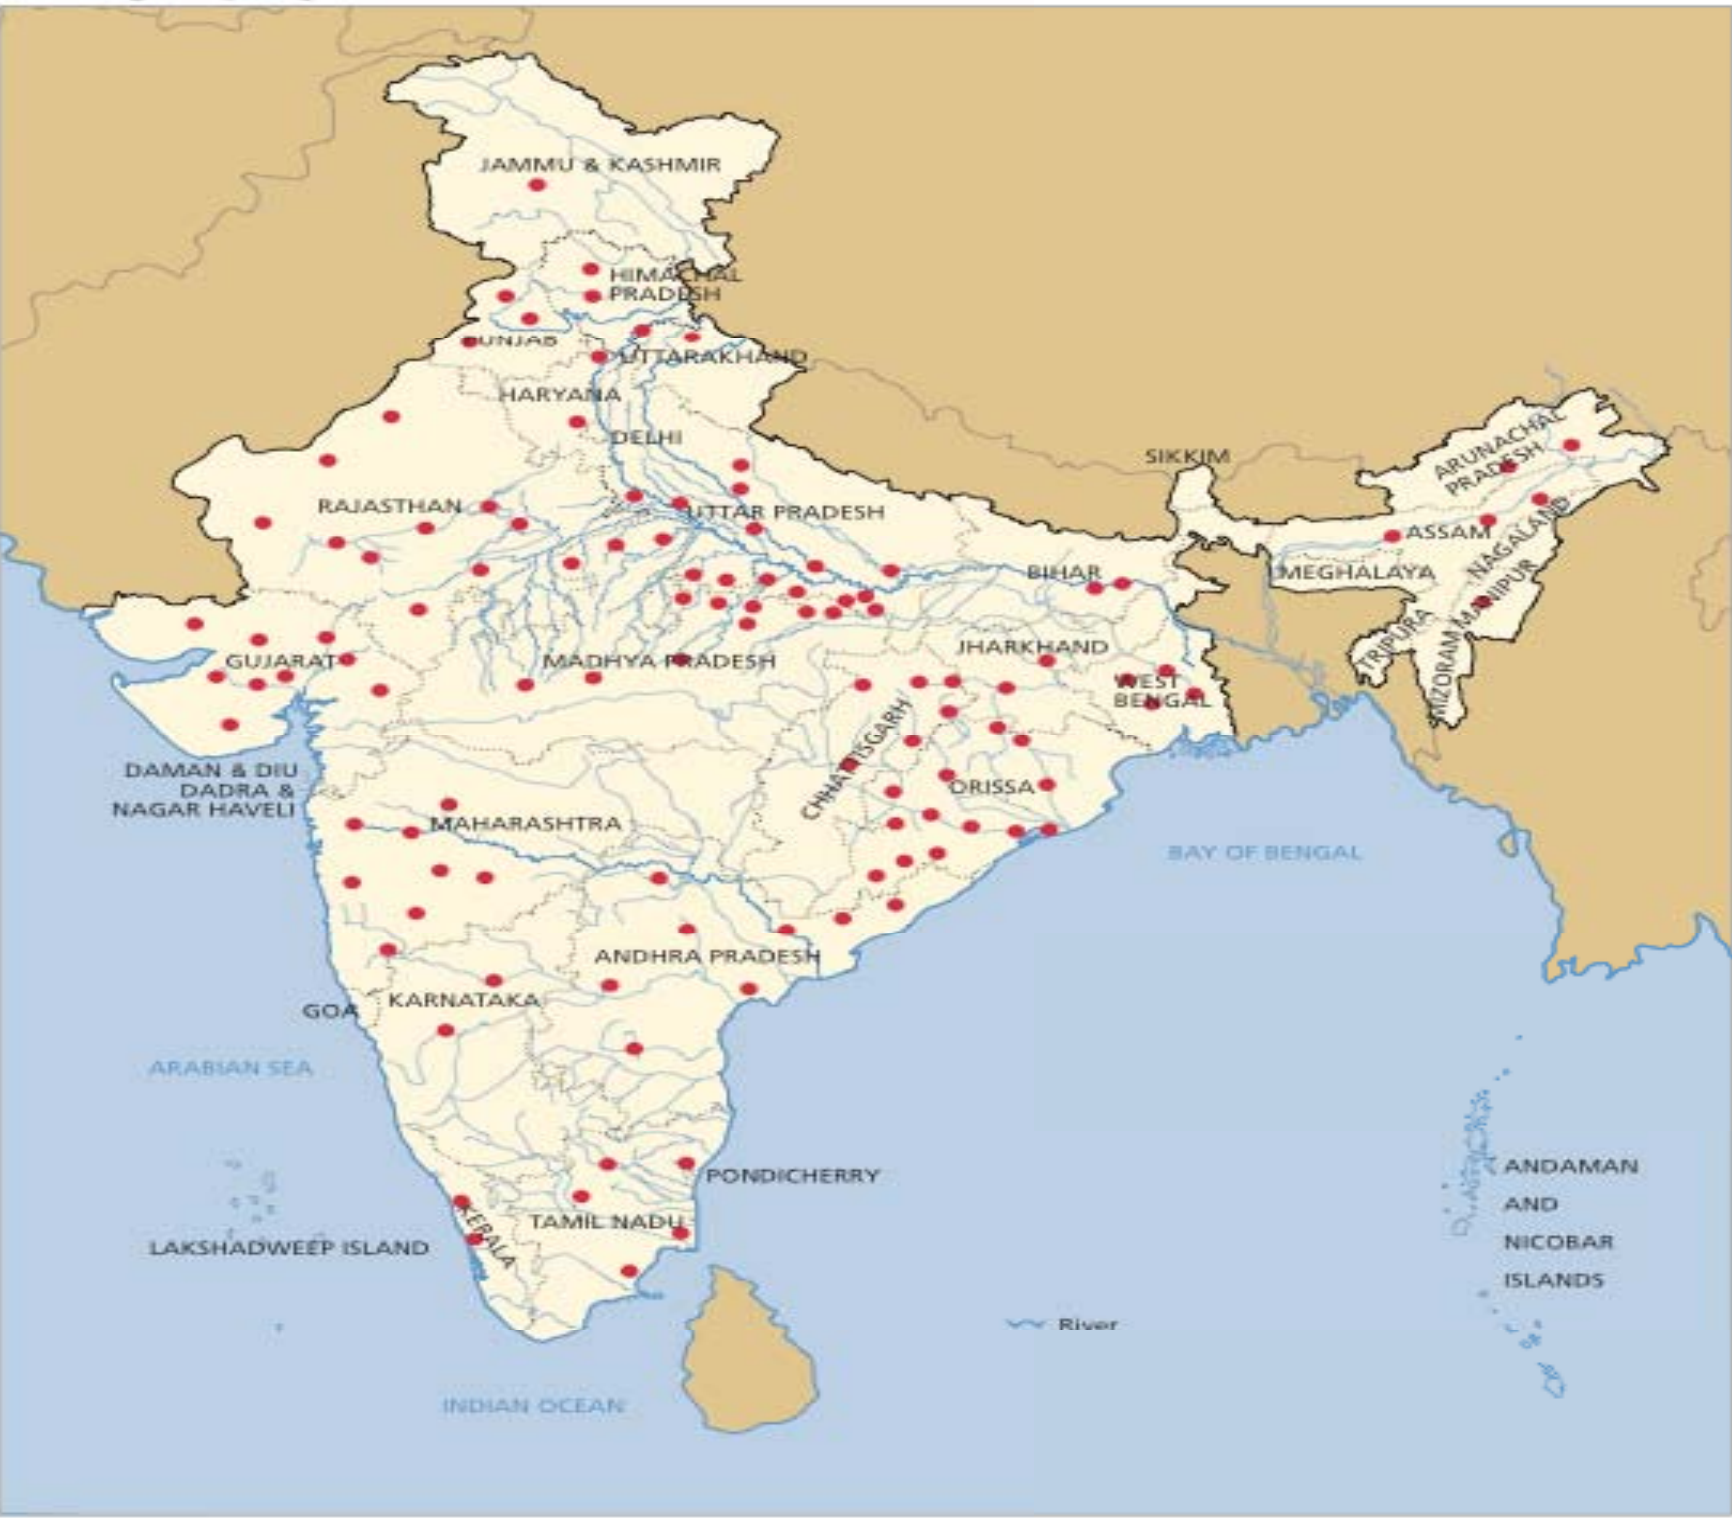 JAMMU & KASHMIR
HIMACHAL
PRADESH
PUNJAB
UTTARAKHAND
HARYANA
DELHI
SIKKIM
ARUNACHAL
PRADESH
RAJASTHAN
UTTAR PRADESH
ASSAM
NAGALAND
BIHAR
MEGHALAYA
MANIPUR
TRIPURA
MIZORAM
GUJARAT
MADHYA PRADESH
JHARKHAND
WEST
BENGAL
CHHATTISGARH
DAMAN & DIU
DADRA &
NAGAR HAVELI
ORISSA
MAHARASHTRA
BAY OF BENGAL
ANDHRA PRADESH
GOA
KARNATAKA
ARABIAN SEA
PONDICHERRY
ANDAMAN
AND
NICOBAR
ISLANDS
TAMIL NADU
KERALA
LAKSHADWEEP ISLAND
River
INDIAN OCEAN